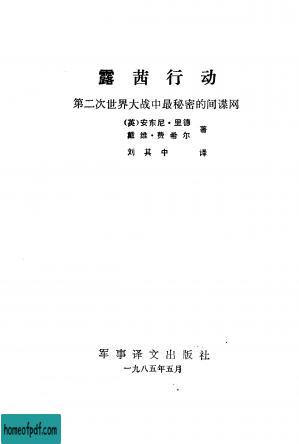 露茜行动
第二次世界大战中最秘密的间谍网
(英)安东尼·里德
戴维·费希尔 著
刘其中 译
军事译文出版社
一九八五年五月
homeofpdf.com